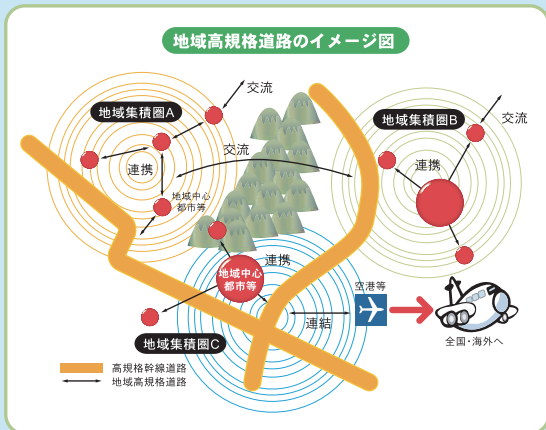 地域高規格道路のイメージ図
交流
地域集積圏A
地域集積圏B
交流
交流
連携
連携
地域中心
都市等
連携
地域中心
都市等
空港等
連結
全国・海外へ
地域集積圏C
高規格幹線道路
地域高規格道路